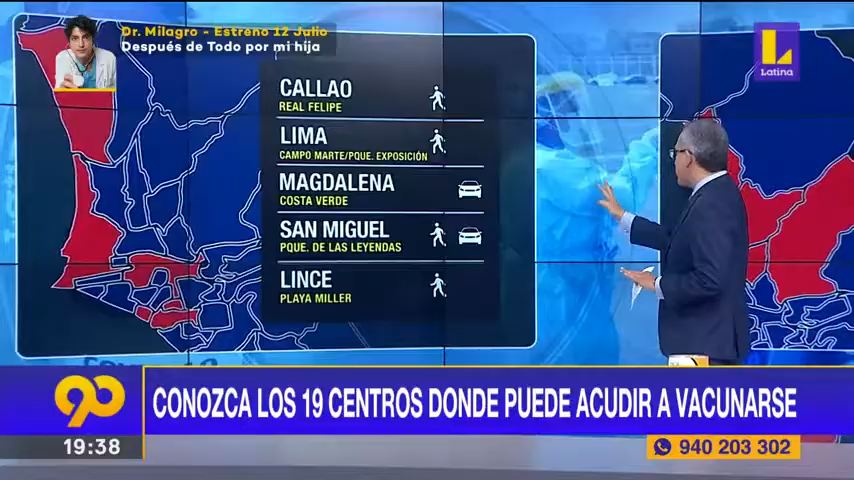 Dr. Milagro - Estreno 12 Julio
Después de Todo por mi hija
Latina
CALLAO
REAL FELIPE
LIMA
CAMPO MARTE/PQUE. EXPOSICIÓN
MAGDALENA
COSTA VERDE
SAN MIGUEL
PQUE. DE LAS LEYENDAS
LINCE
PLAYA MILLER
90
CONOZCA LOS 19 CENTROS DONDE PUEDE ACUDIR A VACUNARSE
19:38
940 203 302